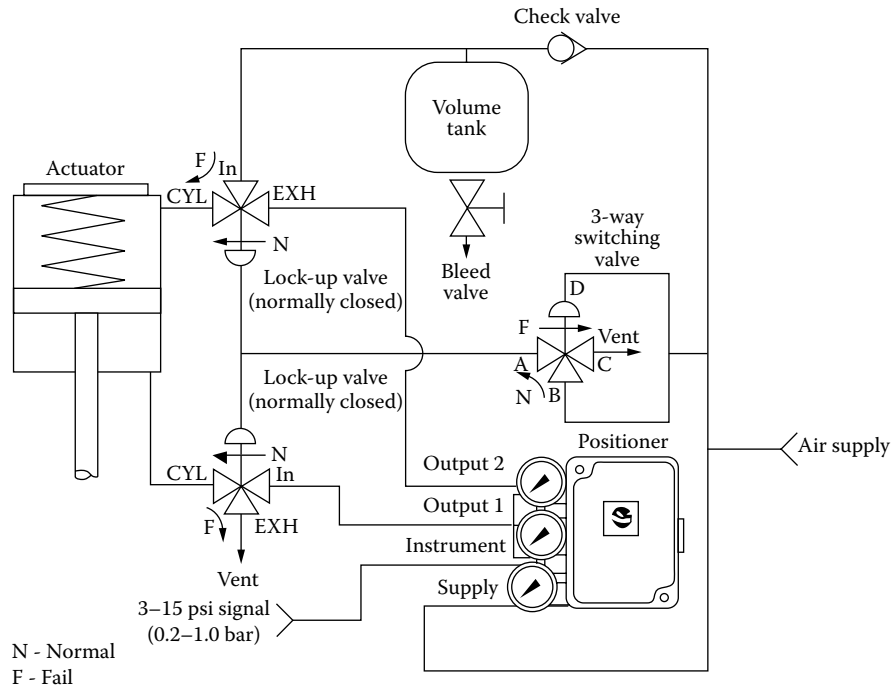 Check valve
Volume
tank
Actuator
F
In
CYL
EXH
N
Lock-up valve
(normally closed)
Bleed
valve
3-way
switching
valve
D
F
Vent
A
C
N
B
Lock-up valve
(normally closed)
Positioner
Air supply
N
CYL
In
F
EXH
Vent
Output 2
Output 1
Instrument
Supply
3–15 psi signal
(0.2–1.0 bar)
N - Normal
F - Fail